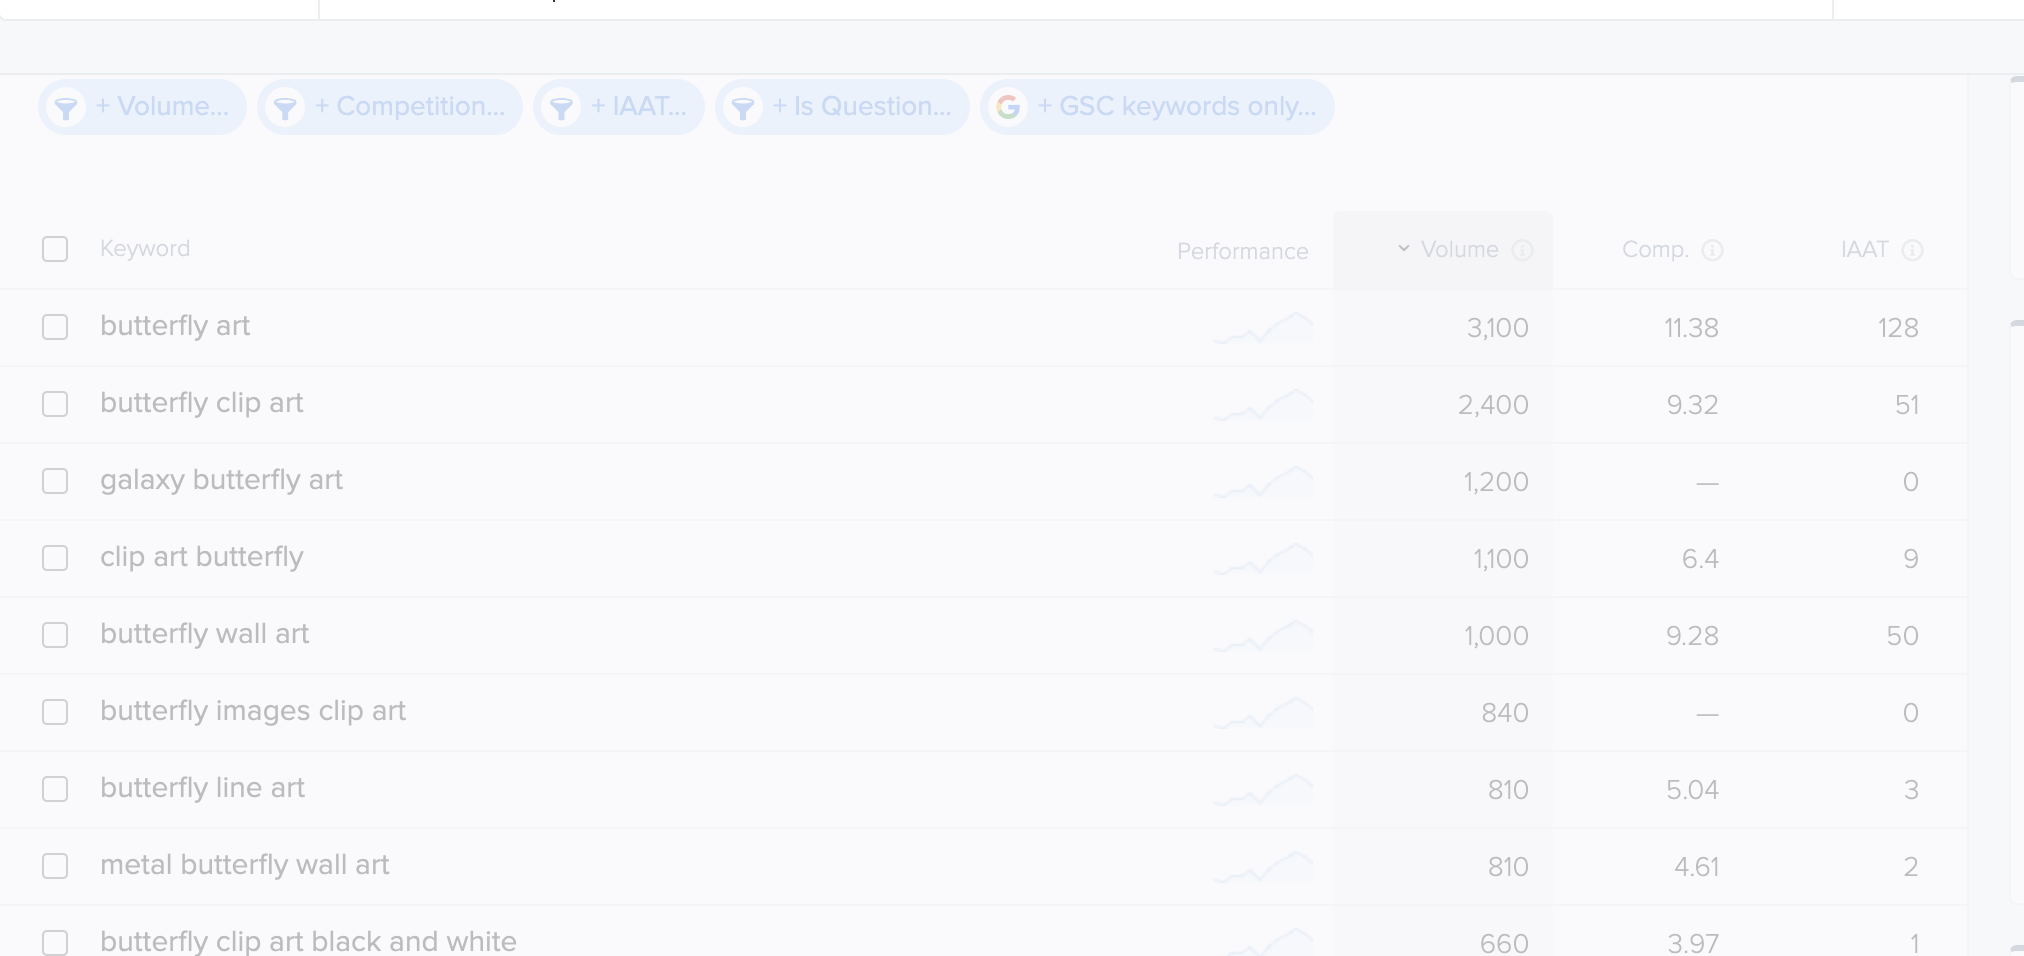 + Volume... + Competition... + IAAT... + Is Question... + GSC keywords only...
Keyword Performance Volume Comp. IAAT
butterfly art 3,100 11.38 128
butterfly clip art 2,400 9.32 51
galaxy butterfly art 1,200 — 0
clip art butterfly 1,100 6.4 9
butterfly wall art 1,000 9.28 50
butterfly images clip art 840 — 0
butterfly line art 810 5.04 3
metal butterfly wall art 810 4.61 2
butterfly clip art black and white 660 3.97 1